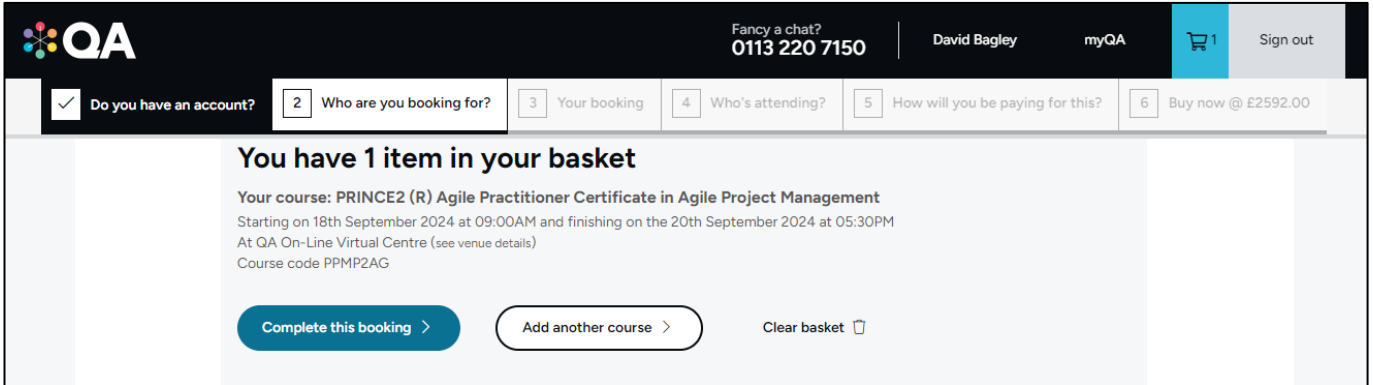 QA
Fancy a chat?
0113 220 7150
David Bagley
myQA
1
Sign out
Do you have an account?
2 Who are you booking for?
3 Your booking
4 Who's attending?
5 How will you be paying for this?
6 Buy now @ £2592.00
You have 1 item in your basket
Your course: PRINCE2 (R) Agile Practitioner Certificate in Agile Project Management
Starting on 18th September 2024 at 09:00AM and finishing on the 20th September 2024 at 05:30PM
At QA On-Line Virtual Centre (see venue details)
Course code PPMP2AG
Complete this booking
Add another course
Clear basket